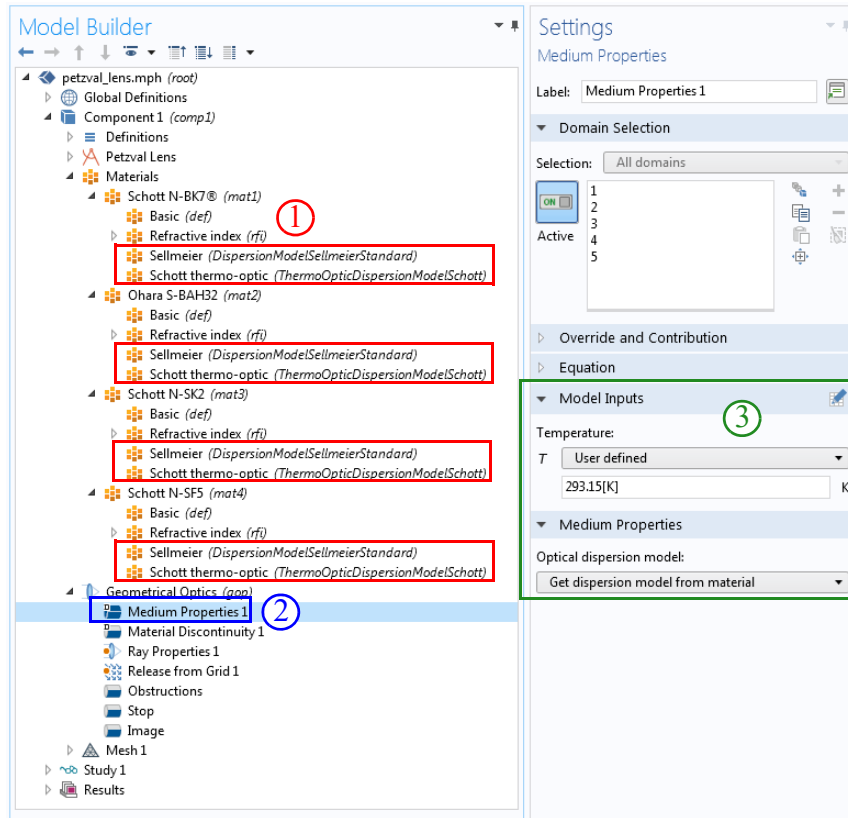 Model Builder
petzval_lens.mph (root)
Global Definitions
Component 1 (comp1)
Definitions
Petzval Lens
Materials
Schott N-BK7® (mat1)
Basic (def)
1
Refractive index (rfi)
Sellmeier (DispersionModelSellmeierStandard)
Schott thermo-optic (ThermoOpticDispersionModelSchott)
Ohara S-BAH32 (mat2)
Basic (def)
Refractive index (rfi)
Sellmeier (DispersionModelSellmeierStandard)
Schott thermo-optic (ThermoOpticDispersionModelSchott)
Schott N-SK2 (mat3)
Basic (def)
Refractive index (rfi)
Sellmeier (DispersionModelSellmeierStandard)
Schott thermo-optic (ThermoOpticDispersionModelSchott)
Schott N-SF5 (mat4)
Basic (def)
Refractive index (rfi)
Sellmeier (DispersionModelSellmeierStandard)
Schott thermo-optic (ThermoOpticDispersionModelSchott)
Geometrical Optics (gop)
Medium Properties 1
2
Material Discontinuity 1
Ray Properties 1
Release from Grid 1
Obstructions
Stop
Image
Mesh 1
Study 1
Results
Settings
Medium Properties
Label: Medium Properties 1
Domain Selection
Selection: All domains
ON
Active
1
2
3
4
5
Override and Contribution
Equation
Model Inputs
3
Temperature:
T User defined
293.15[K] K
Medium Properties
Optical dispersion model:
Get dispersion model from material